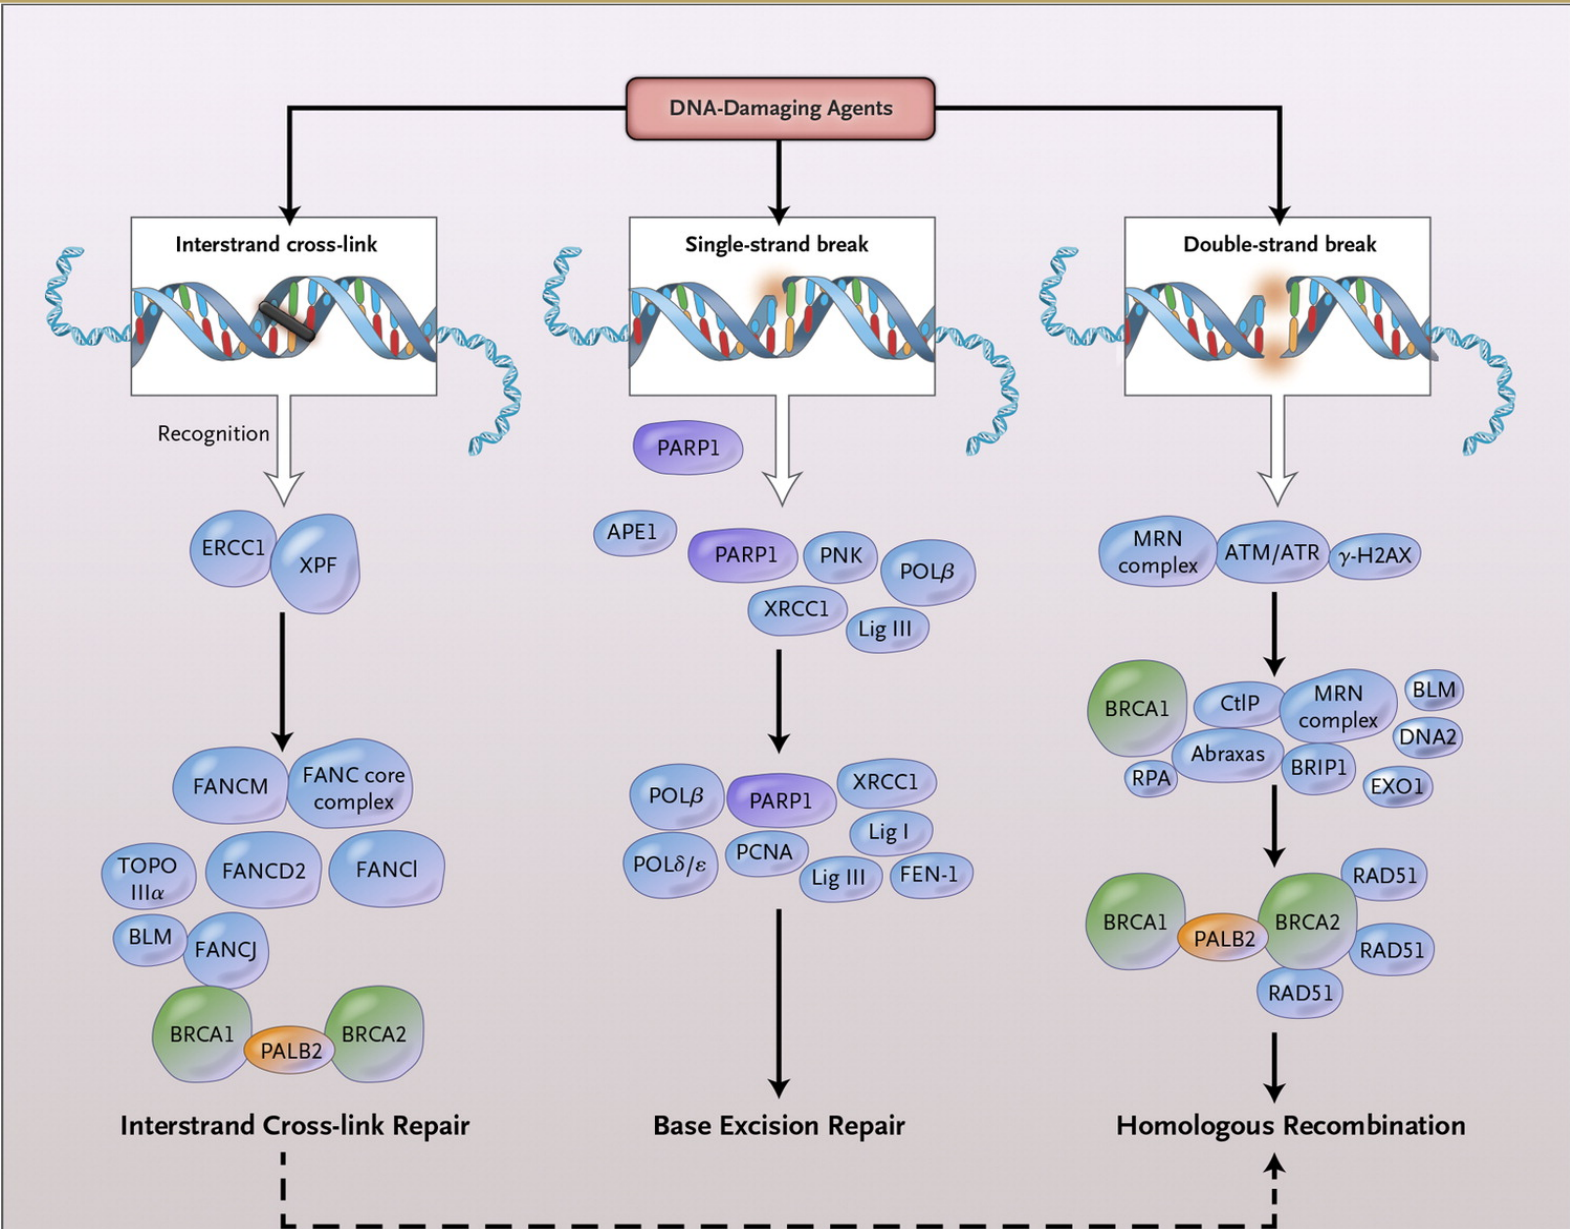 DNA-Damaging Agents
Interstrand cross-link
Single-strand break
Double-strand break
Recognition
ERCC1
XPF
FANCM
FANC core
complex
TOPO
IIIα
FANCD2
FANCI
BLM
FANCJ
BRCA1
PALB2
BRCA2
Interstrand Cross-link Repair
PARP1
APE1
PARP1
PNK
POLβ
XRCC1
Lig III
POLβ
PARP1
XRCC1
Lig I
POLδ/ε
PCNA
Lig III
FEN-1
Base Excision Repair
MRN
complex
ATM/ATR
γ-H2AX
BRCA1
CtIP
MRN
complex
BLM
DNA2
Abraxas
RPA
BRIP1
EXO1
BRCA1
PALB2
BRCA2
RAD51
RAD51
RAD51
Homologous Recombination